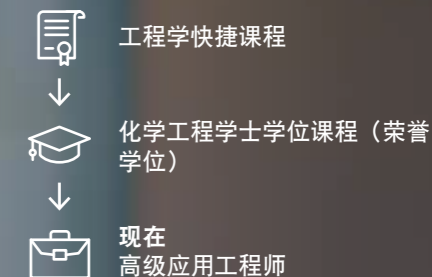 工程学快捷课程
化学工程学士学位课程（荣誉
学位）
现在
高级应用工程师